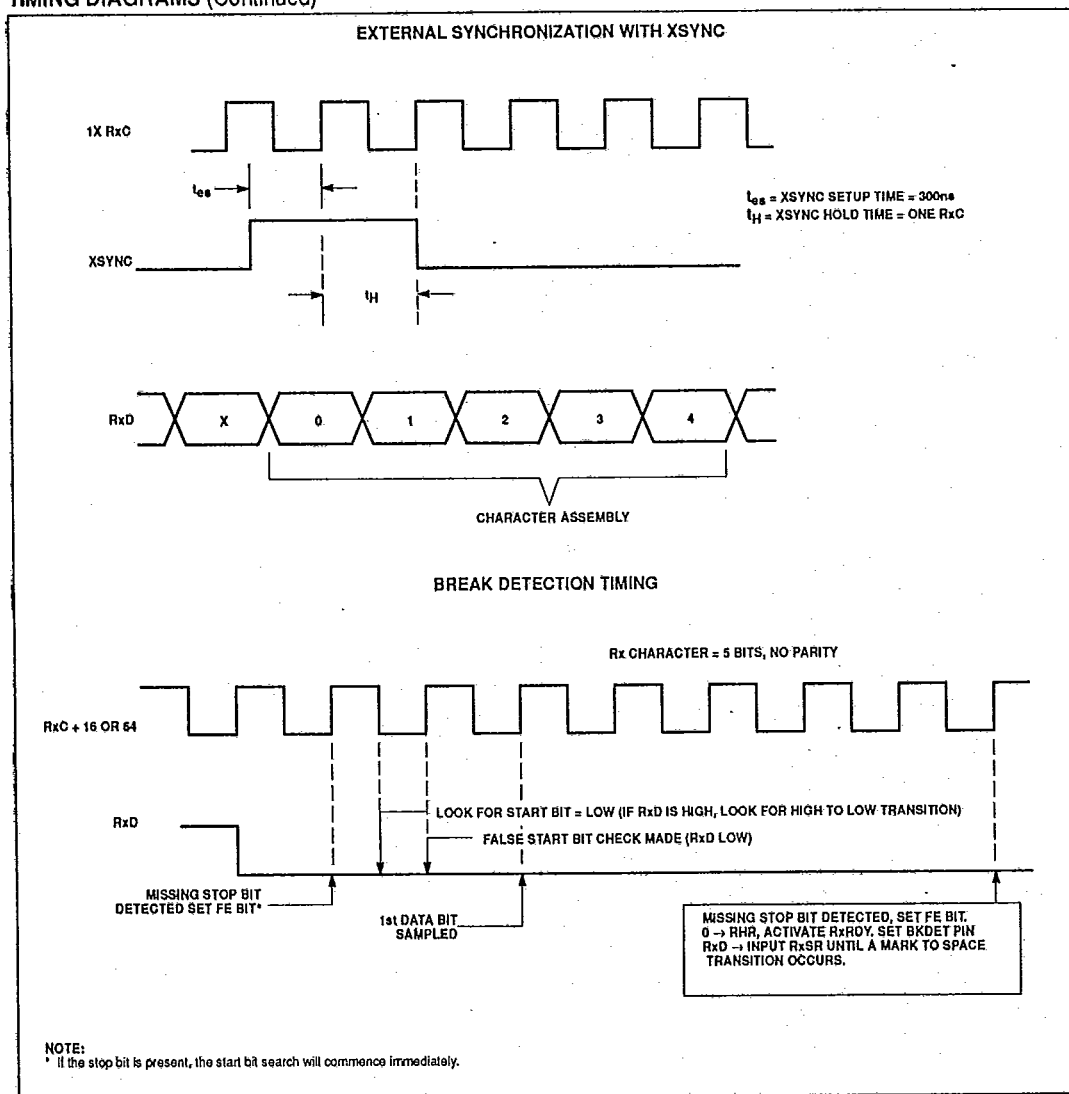 TIMING DIAGRAMS (Continued)
EXTERNAL SYNCHRONIZATION WITH XSYNC
1X RxC
tes
tes = XSYNC SETUP TIME = 300ns
tH = XSYNC HOLD TIME = ONE RxC
XSYNC
tH
RxD
X 0 1 2 3 4
CHARACTER ASSEMBLY
BREAK DETECTION TIMING
Rx CHARACTER = 5 BITS, NO PARITY
RxC + 16 OR 64
LOOK FOR START BIT = LOW (IF RxD IS HIGH, LOOK FOR HIGH TO LOW TRANSITION)
RxD
FALSE START BIT CHECK MADE (RxD LOW)
MISSING STOP BIT
DETECTED SET FE BIT*
1st DATA BIT
SAMPLED
MISSING STOP BIT DETECTED, SET FE BIT.
0 → RHR, ACTIVATE RxRDY. SET BKDET PIN
RxD → INPUT RxSR UNTIL A MARK TO SPACE
TRANSITION OCCURS.
NOTE:
* If the stop bit is present, the start bit search will commence immediately.